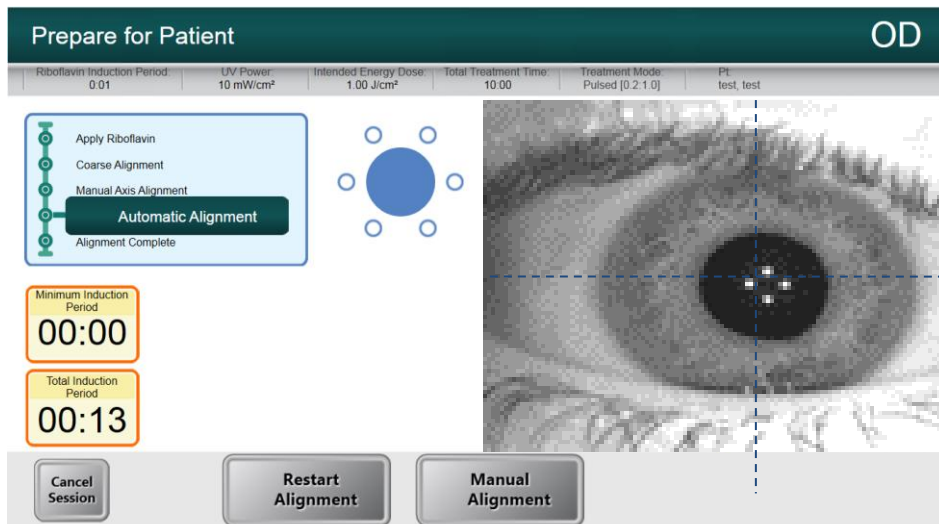 Prepare for Patient
OD
Riboflavin Induction Period:
0:01
UV Power:
10 mW/cm²
Intended Energy Dose:
1.00 J/cm²
Total Treatment Time:
10:00
Treatment Mode:
Pulsed [0.2:1.0]
Pt:
test, test
Apply Riboflavin
Coarse Alignment
Manual Axis Alignment
Automatic Alignment
Alignment Complete
Minimum Induction
Period
00:00
Total Induction
Period
00:13
Cancel
Session
Restart
Alignment
Manual
Alignment